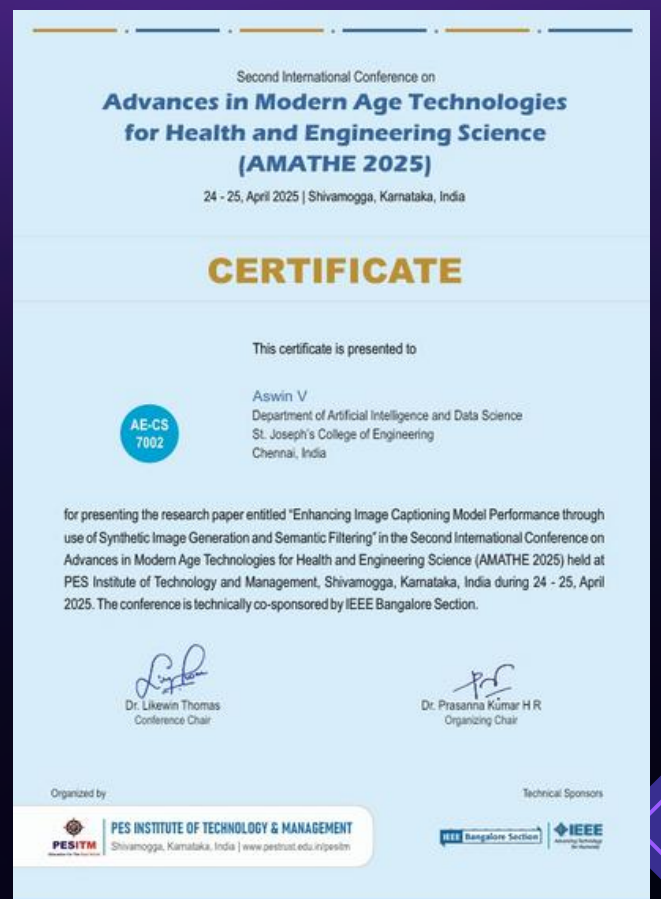 Second International Conference on
Advances in Modern Age Technologies
for Health and Engineering Science
(AMATHE 2025)
24 - 25, April 2025 | Shivamogga, Karnataka, India
CERTIFICATE
This certificate is presented to
AE-CS
7002
Aswin V
Department of Artificial Intelligence and Data Science
St. Joseph's College of Engineering
Chennai, India
for presenting the research paper entitled “Enhancing Image Captioning Model Performance through
use of Synthetic Image Generation and Semantic Filtering” in the Second International Conference on
Advances in Modern Age Technologies for Health and Engineering Science (AMATHE 2025) held at
PES Institute of Technology and Management, Shivamogga, Karnataka, India during 24 - 25, April
2025. The conference is technically co-sponsored by IEEE Bangalore Section.
Dr. Likewin Thomas
Conference Chair
Dr. Prasanna Kumar H R
Organizing Chair
Organized by
Technical Sponsors
PESITM
PES INSTITUTE OF TECHNOLOGY & MANAGEMENT
Shivamogga, Karnataka, India | www.pestrust.edu.in/pesitm
IEEE Bangalore Section
IEEE
Advancing Technology
for Humanity